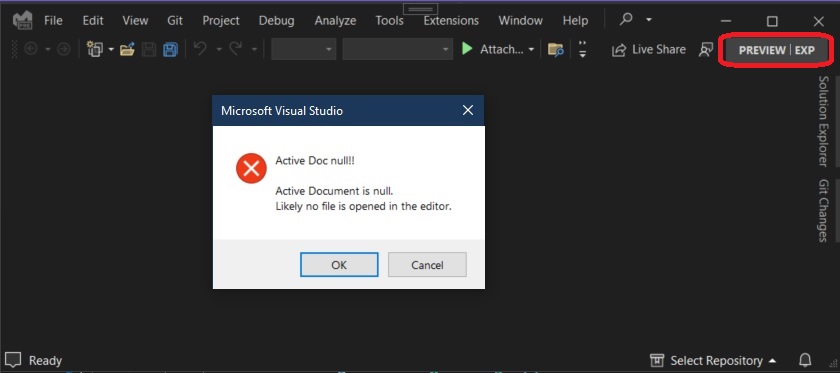 File Edit View Git Project Debug Analyze Tools Extensions Window Help
Attach... Live Share PREVIEW | EXP
Solution Explorer
Git Changes
Microsoft Visual Studio
Active Doc null!!
Active Document is null.
Likely no file is opened in the editor.
OK Cancel
Ready Select Repository